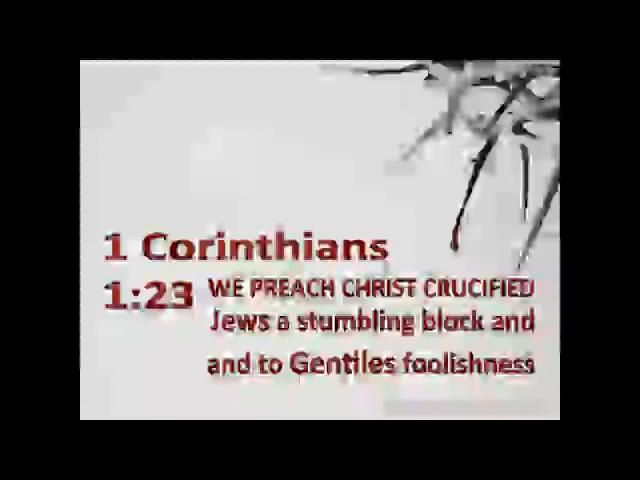 1 Corinthians
1:23 WE PREACH CHRIST CRUCIFIED
Jews a stumbling block and
and to Gentiles foolishness